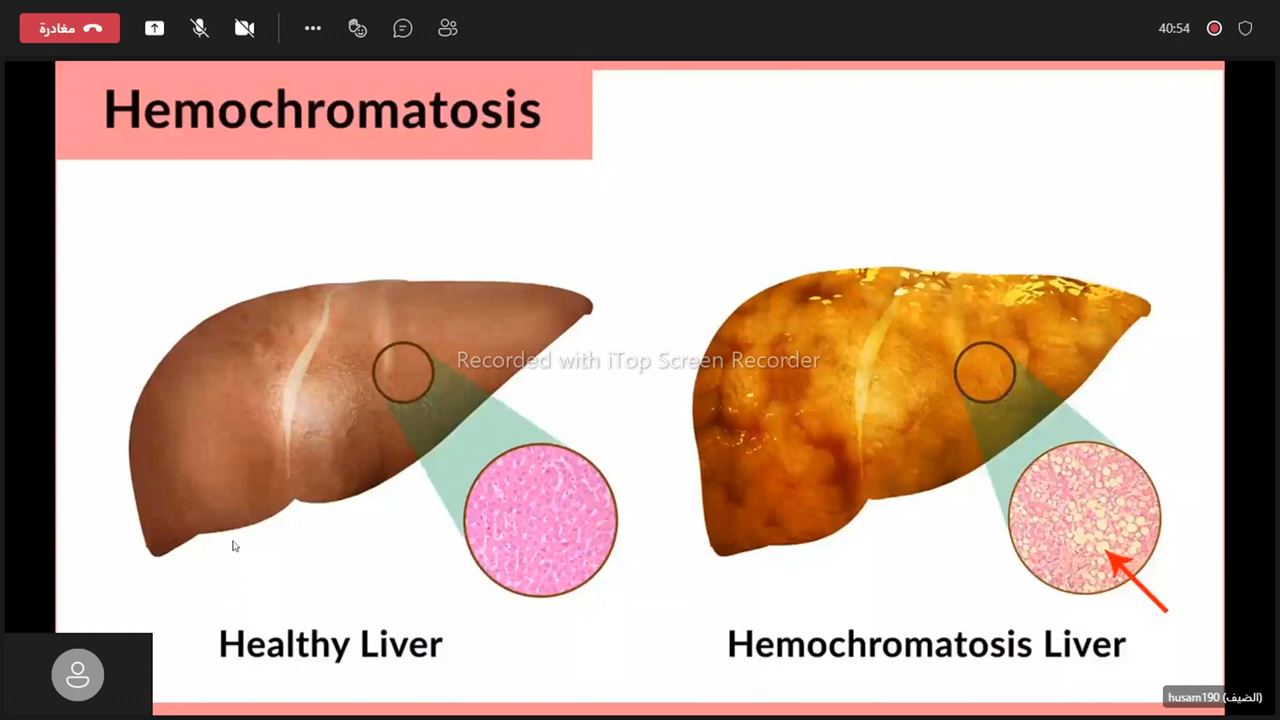 مغادرة
40:54
Hemochromatosis
Recorded with iTop Screen Recorder
Healthy Liver
Hemochromatosis Liver
husam190 (الضيف)